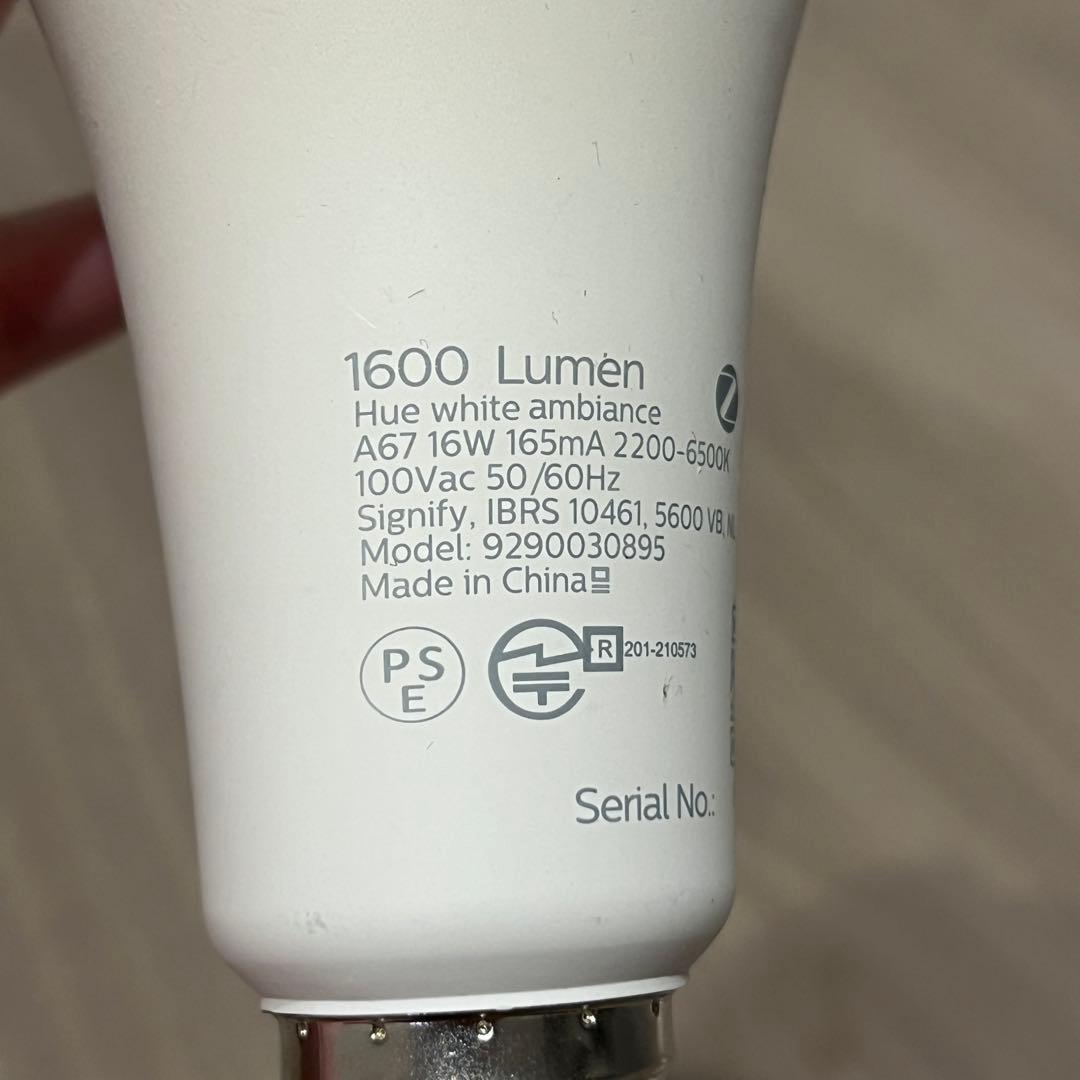 1600 Lumen
Hue white ambiance
A67 16W 165mA 2200-6500K
100Vac 50/60Hz
Signify, IBRS 10461, 5600 VB,
Model: 9290030895
Made in China
PS
E
R 201-210573
Serial No.: